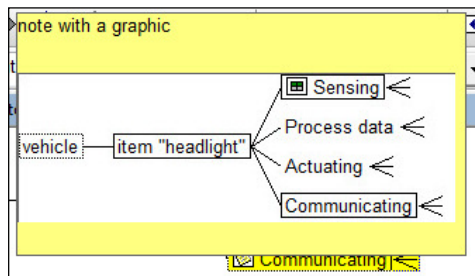 note with a graphic
Sensing
Process data
vehicle
item "headlight"
Actuating
Communicating
Communicating